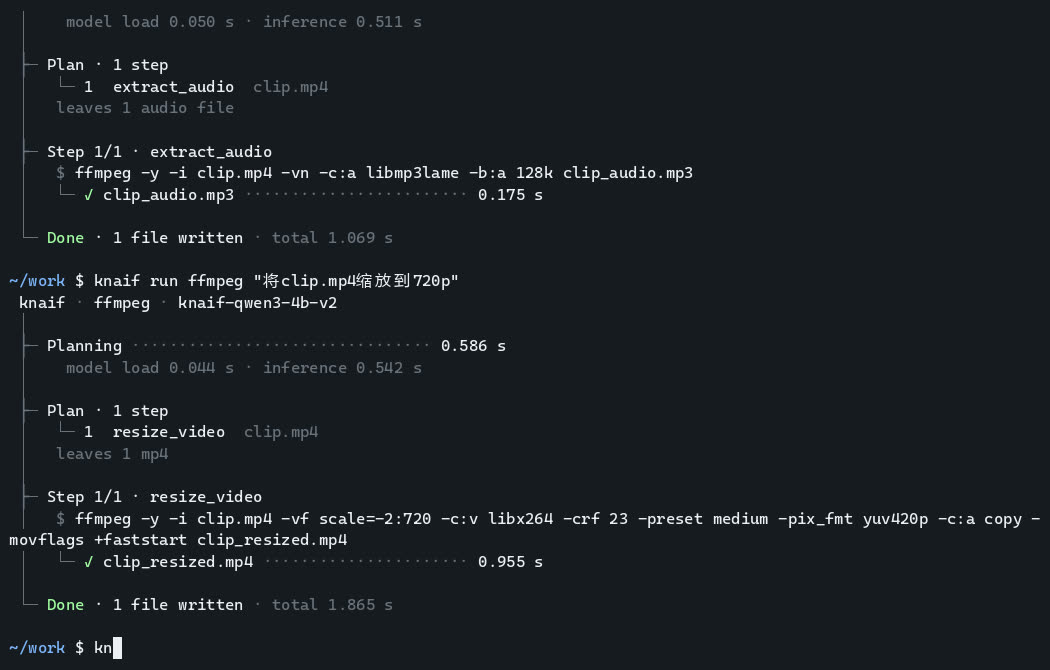 model load 0.050 s · inference 0.511 s
Plan · 1 step
1 extract_audio clip.mp4
leaves 1 audio file
Step 1/1 · extract_audio
$ ffmpeg -y -i clip.mp4 -vn -c:a libmp3lame -b:a 128k clip_audio.mp3
✓ clip_audio.mp3 ························ 0.175 s
Done · 1 file written · total 1.069 s
~/work $ knaif run ffmpeg "将clip.mp4缩放到720p"
knaif · ffmpeg · knaif-qwen3-4b-v2
Planning ································ 0.586 s
model load 0.044 s · inference 0.542 s
Plan · 1 step
1 resize_video clip.mp4
leaves 1 mp4
Step 1/1 · resize_video
$ ffmpeg -y -i clip.mp4 -vf scale=-2:720 -c:v libx264 -crf 23 -preset medium -pix_fmt yuv420p -c:a copy -
movflags +faststart clip_resized.mp4
✓ clip_resized.mp4 ······················ 0.955 s
Done · 1 file written · total 1.865 s
~/work $ kn